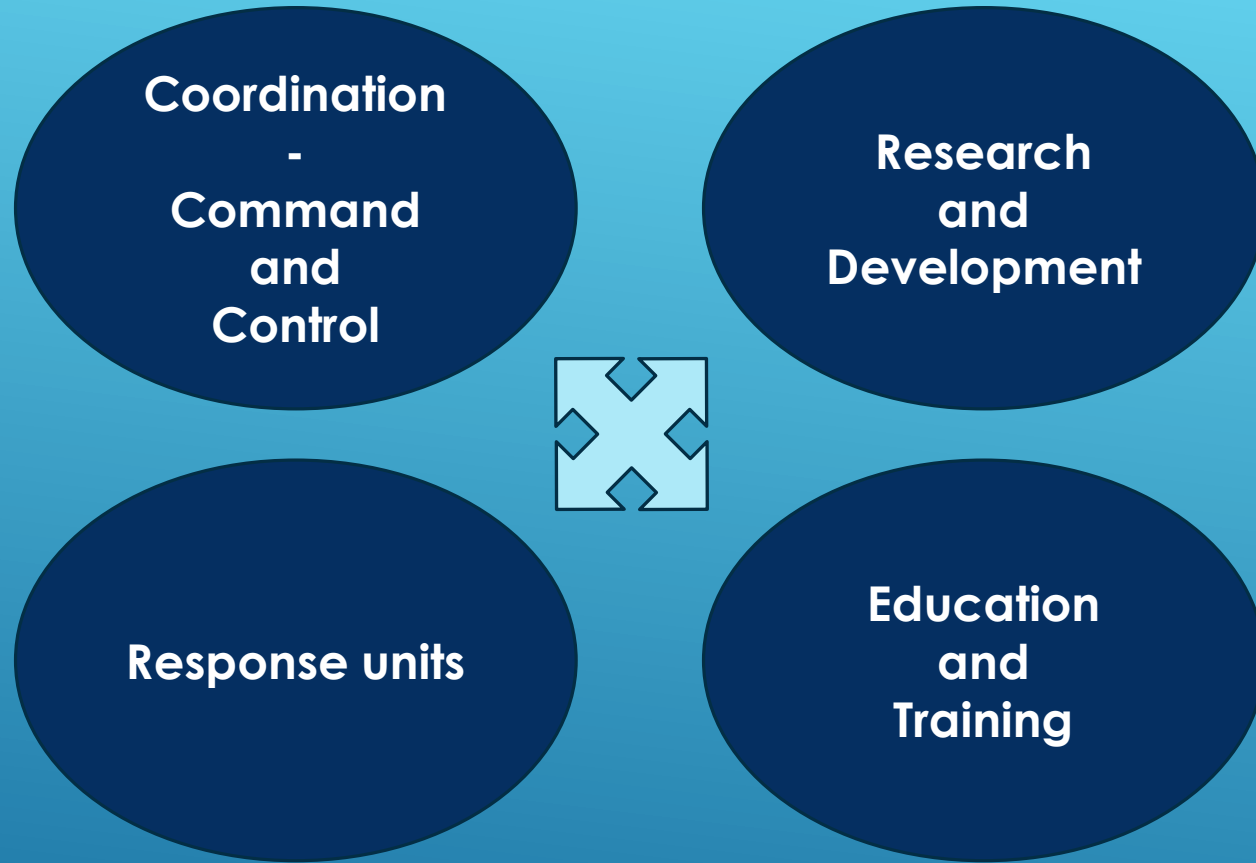 Coordination
-
Command
and
Control
Research
and
Development
Response units
Education
and
Training